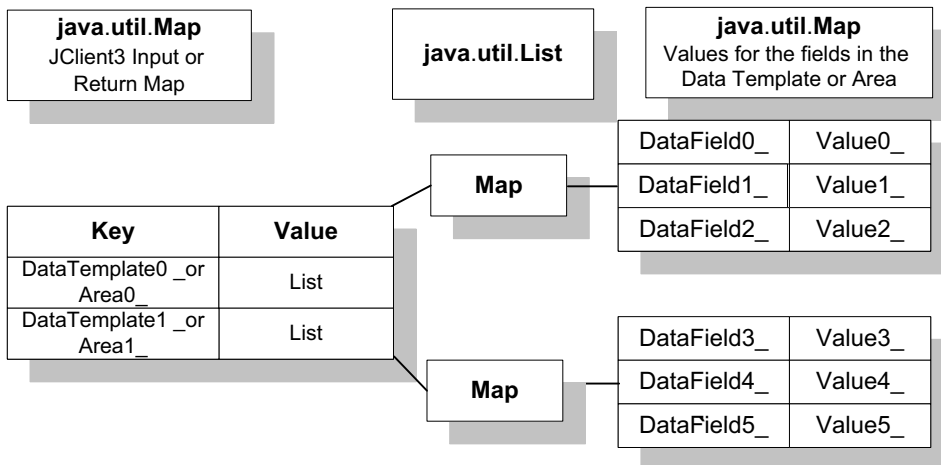 java.util.Map
JClient3 Input or
Return Map
java.util.List
java.util.Map
Values for the fields in the
Data Template or Area
Key
Value
DataTemplate0 _or
Area0_
List
DataTemplate1 _or
Area1_
List
Map
DataField0_ Value0_
DataField1_ Value1_
DataField2_ Value2_
Map
DataField3_ Value3_
DataField4_ Value4_
DataField5_ Value5_